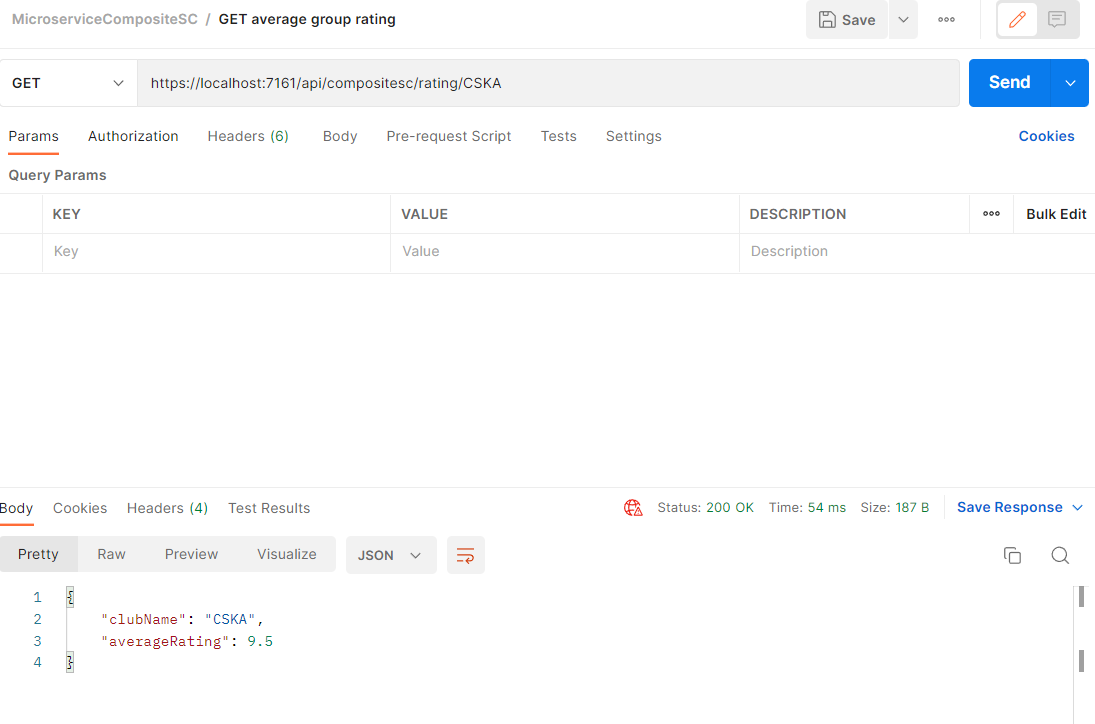 MicroserviceCompositeSC / GET average group rating
Save
GET
https://localhost:7161/api/compositesc/rating/CSKA
Send
Params Authorization Headers (6) Body Pre-request Script Tests Settings Cookies
Query Params
KEY VALUE DESCRIPTION Bulk Edit
Key Value Description
Body Cookies Headers (4) Test Results Status: 200 OK Time: 54 ms Size: 187 B Save Response
Pretty Raw Preview Visualize JSON
1 {
2 "clubName": "CSKA",
3 "averageRating": 9.5
4 }